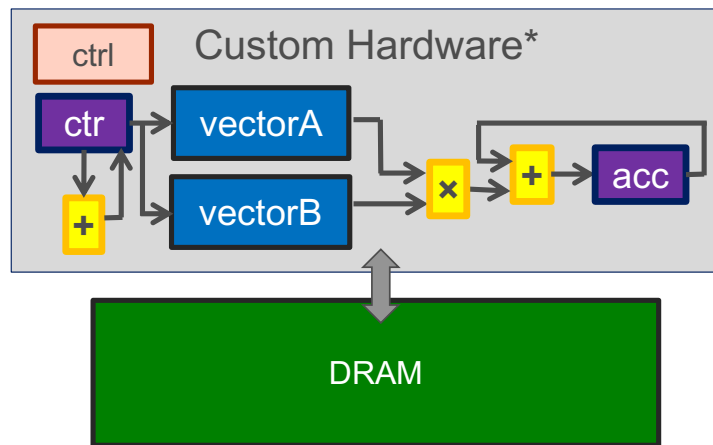 ctrl
Custom Hardware*
ctr
vectorA
+
vectorB
×
+
acc
DRAM